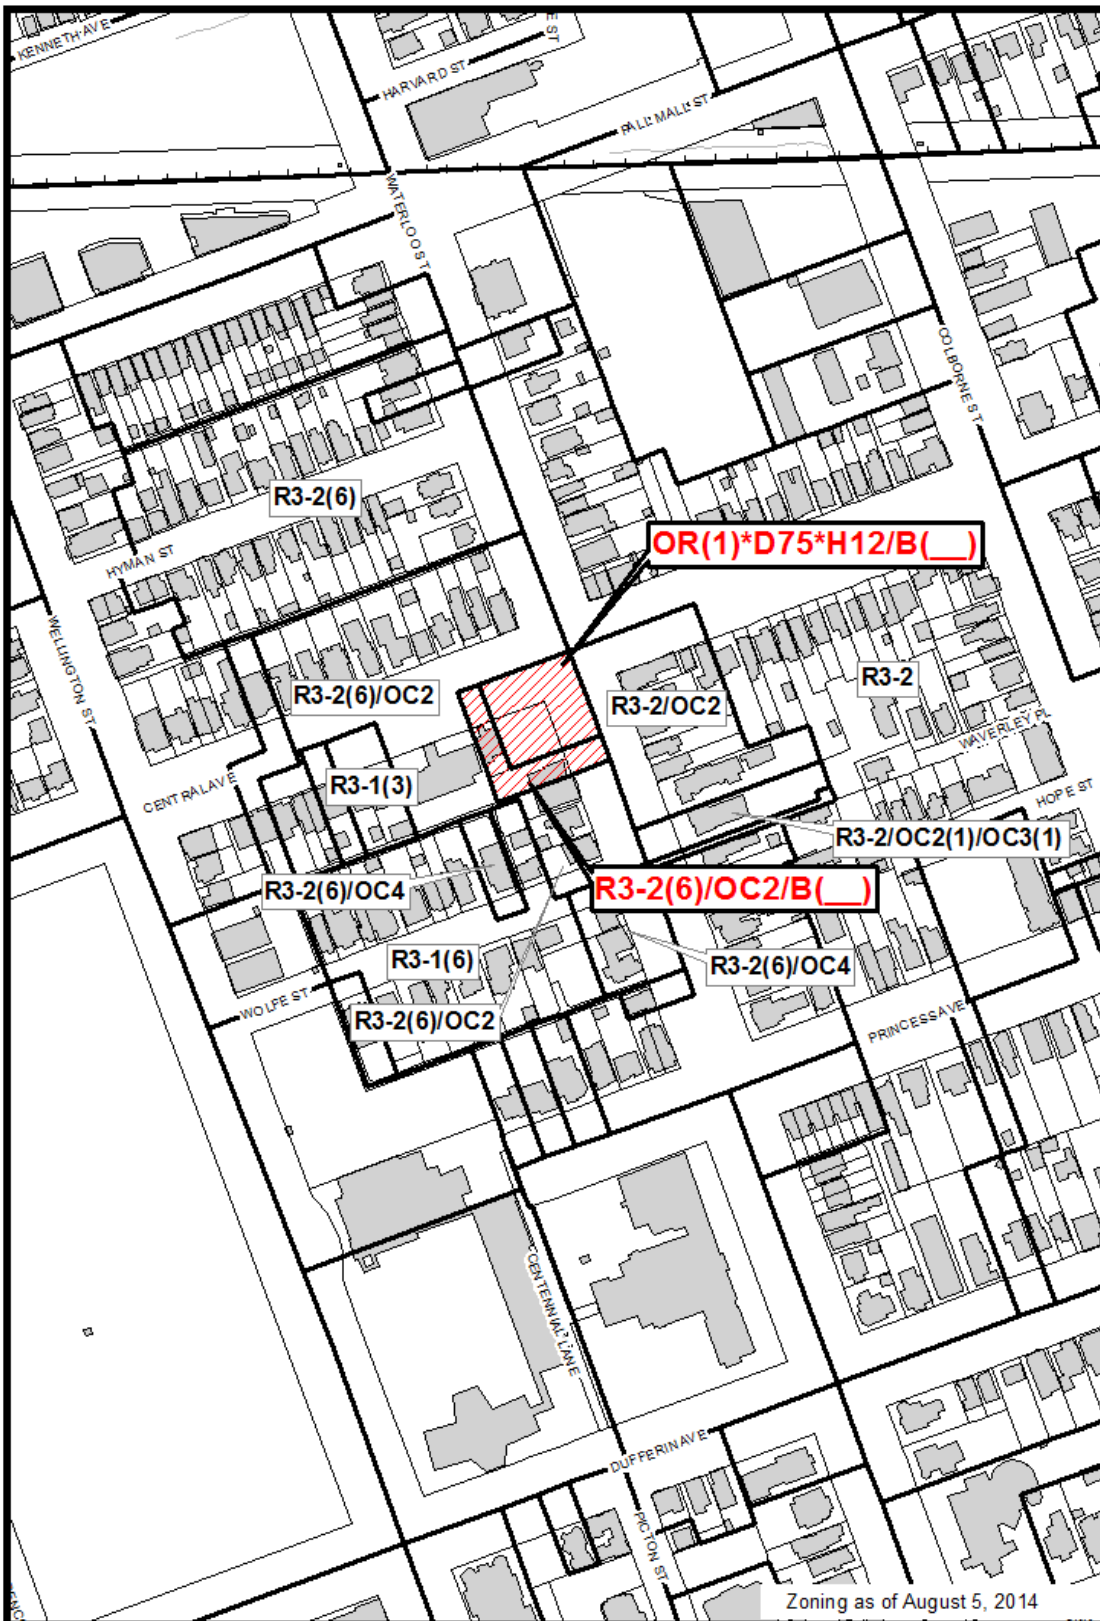 KENNETH AVE
E ST
HARVARD ST
PALL MALL ST
WATERLOO ST
COLBORNE ST
R3-2(6)
OR(1)*D75*H12/B(__)
HYMAN ST
WELLINGTON ST
R3-2(6)/OC2
R3-2/OC2
R3-2
WAVERLEY PL
CENTRAL AVE
R3-1(3)
HOPE ST
R3-2/OC2(1)/OC3(1)
R3-2(6)/OC4
R3-2(6)/OC2/B(__)
R3-1(6)
R3-2(6)/OC4
WOLFE ST
R3-2(6)/OC2
PRINCESS AVE
CENTENNIAL LANE
DUFFERIN AVE
PICTON ST
Zoning as of August 5, 2014